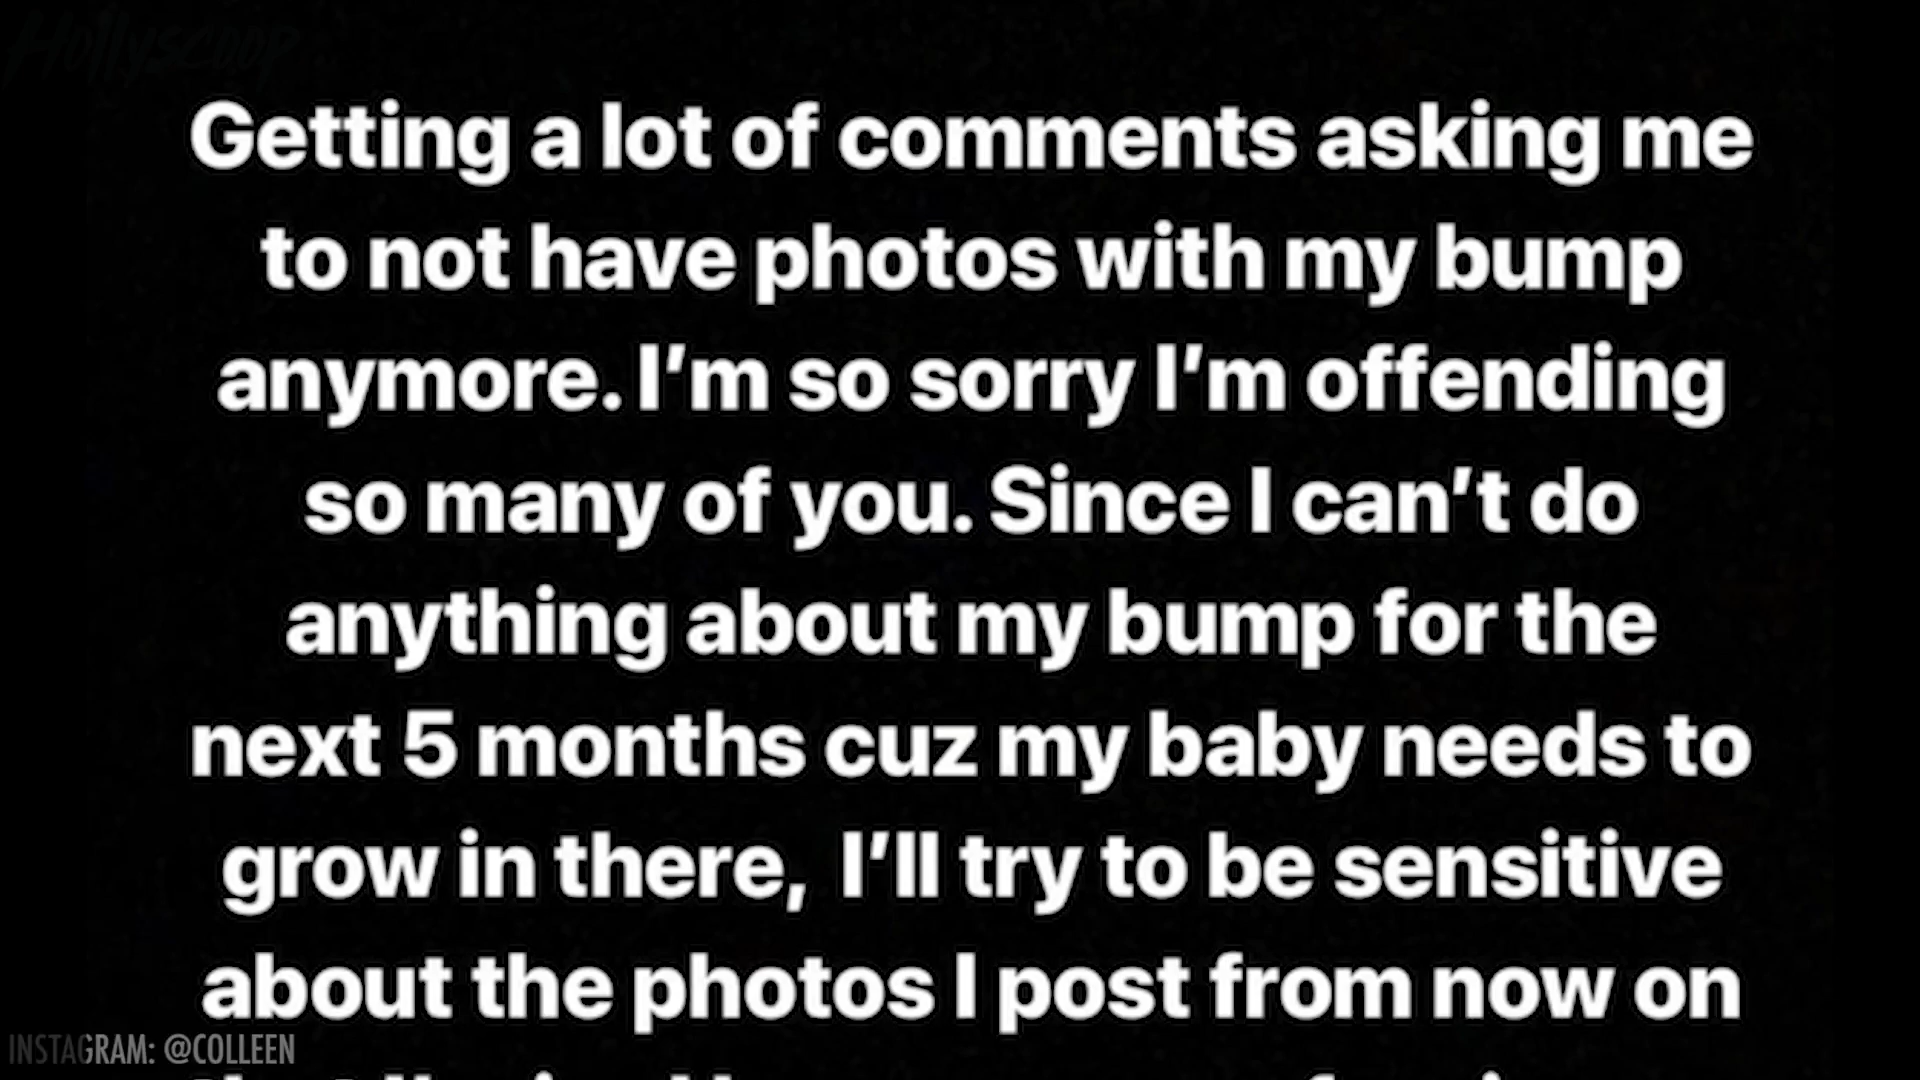 Hollyscoop
Getting a lot of comments asking me
to not have photos with my bump
anymore. I’m so sorry I’m offending
so many of you. Since I can’t do
anything about my bump for the
next 5 months cuz my baby needs to
grow in there,  I’ll try to be sensitive
about the photos I post from now on
INSTAGRAM: @COLLEEN